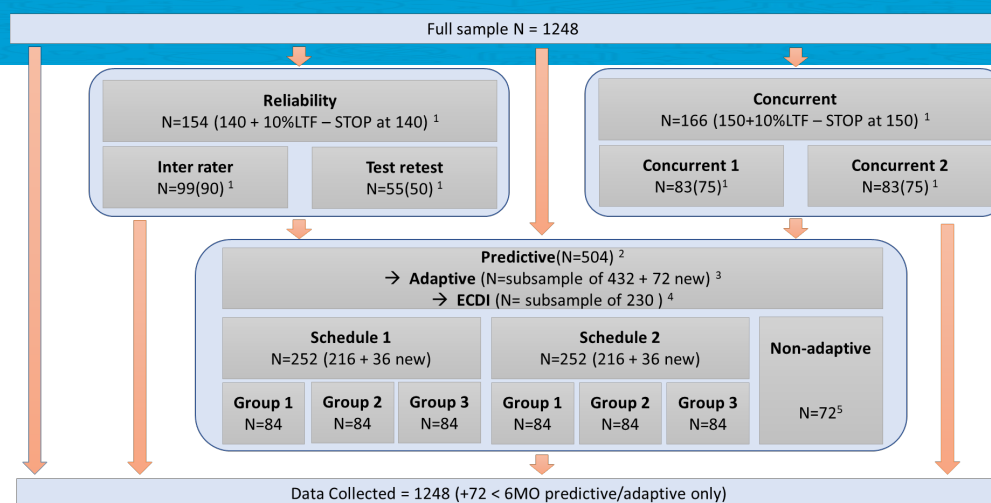 Full sample N = 1248
Reliability
N=154 (140 + 10%LTF – STOP at 140) ¹
Inter rater
N=99(90) ¹
Test retest
N=55(50) ¹
Concurrent
N=166 (150+10%LTF – STOP at 150) ¹
Concurrent 1
N=83(75)¹
Concurrent 2
N=83(75) ¹
Predictive(N=504) ²
→ Adaptive (N=subsample of 432 + 72 new) ³
→ ECDI (N= subsample of 230 ) ⁴
Schedule 1
N=252 (216 + 36 new)
Group 1
N=84
Group 2
N=84
Group 3
N=84
Schedule 2
N=252 (216 + 36 new)
Group 1
N=84
Group 2
N=84
Group 3
N=84
Non-adaptive
N=72⁵
Data Collected = 1248 (+72 < 6MO predictive/adaptive only)